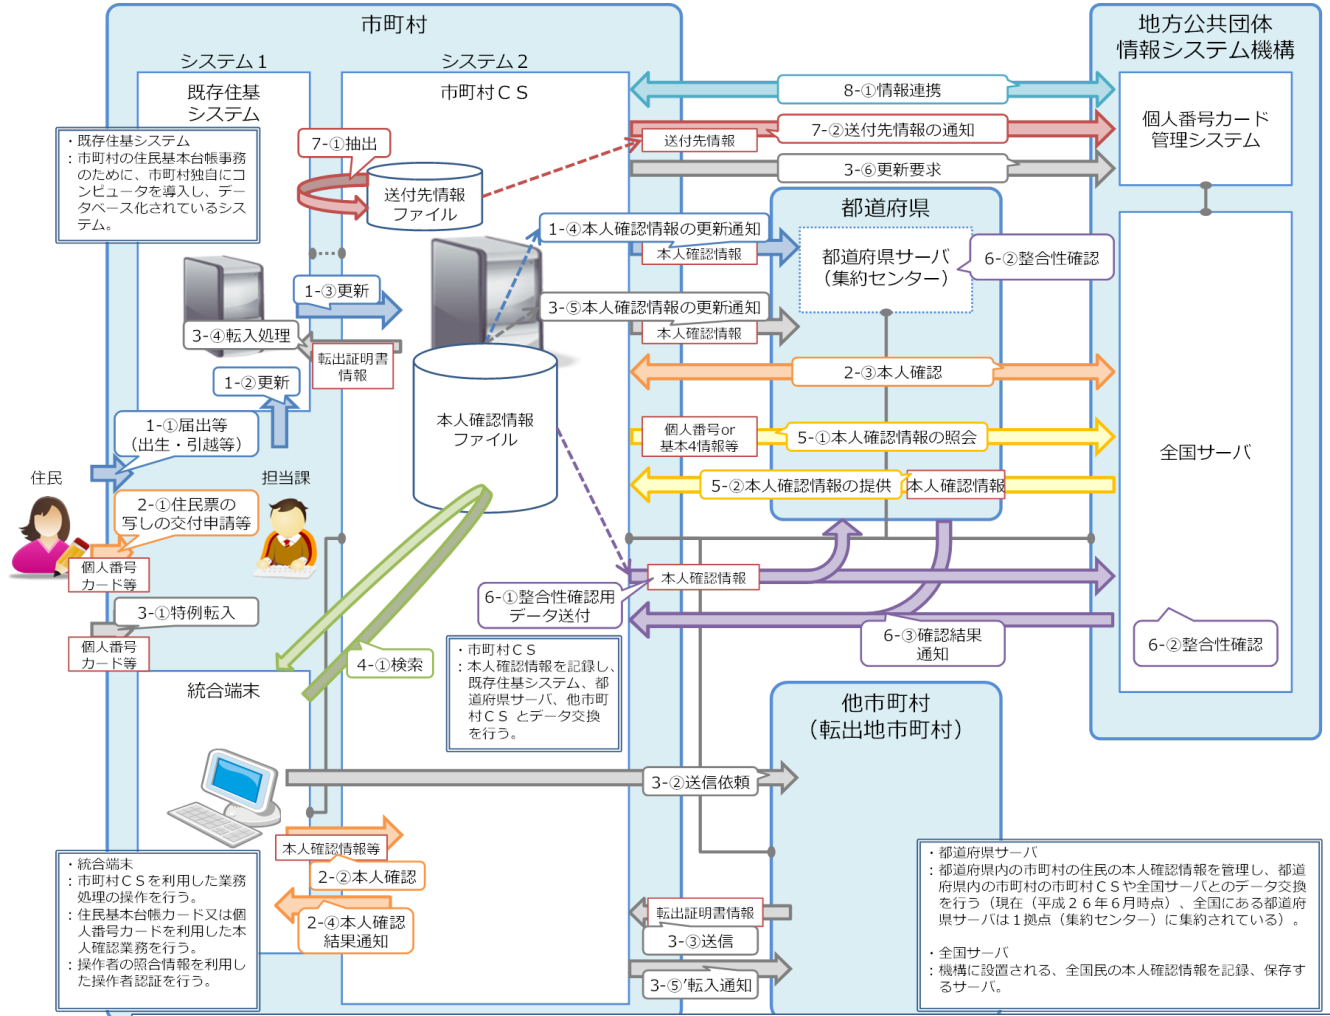 市町村
地方公共団体
情報システム機構
システム１
システム２
既存住基
システム
市町村ＣＳ
8-①情報連携
個人番号カード
管理システム
・既存住基システム
：市町村の住民基本台帳事務
のために、市町村独自にコ
ンピュータを導入し、デー
タベース化されているシス
テム。
7-①抽出
送付先情報
7-②送付先情報の通知
3-⑥更新要求
送付先情報
ファイル
都道府県
1-④本人確認情報の更新通知
本人確認情報
都道府県サーバ
（集約センター）
6-②整合性確認
1-③更新
3-⑤本人確認情報の更新通知
本人確認情報
3-④転入処理
転出証明書
情報
2-③本人確認
1-②更新
1-①届出等
（出生・引越等）
本人確認情報
ファイル
個人番号or
基本4情報等
5-①本人確認情報の照会
全国サーバ
住民
担当課
5-②本人確認情報の提供
本人確認情報
2-①住民票の
写しの交付申請等
個人番号
カード等
本人確認情報
6-①整合性確認用
データ送付
3-①特例転入
個人番号
カード等
6-③確認結果
通知
6-②整合性確認
4-①検索
・市町村ＣＳ
：本人確認情報を記録し、
既存住基システム、都
道府県サーバ、他市町
村ＣＳ とデータ交換
を行う。
統合端末
他市町村
（転出地市町村）
3-②送信依頼
本人確認情報等
2-②本人確認
・統合端末
：市町村ＣＳを利用した業務
処理の操作を行う。
：住民基本台帳カード又は個
人番号カードを利用した本
人確認業務を行う。
：操作者の照合情報を利用し
た操作者認証を行う。
2-④本人確認
結果通知
転出証明書情報
3-③送信
3-⑤’転入通知
・都道府県サーバ
：都道府県内の市町村の住民の本人確認情報を管理し、都道
府県内の市町村の市町村ＣＳや全国サーバとのデータ交換
を行う（現在（平成２６年６月時点）、全国にある都道府
県サーバは１拠点（集約センター）に集約されている）。
・全国サーバ
：機構に設置される、全国民の本人確認情報を記録、保存す
るサーバ。